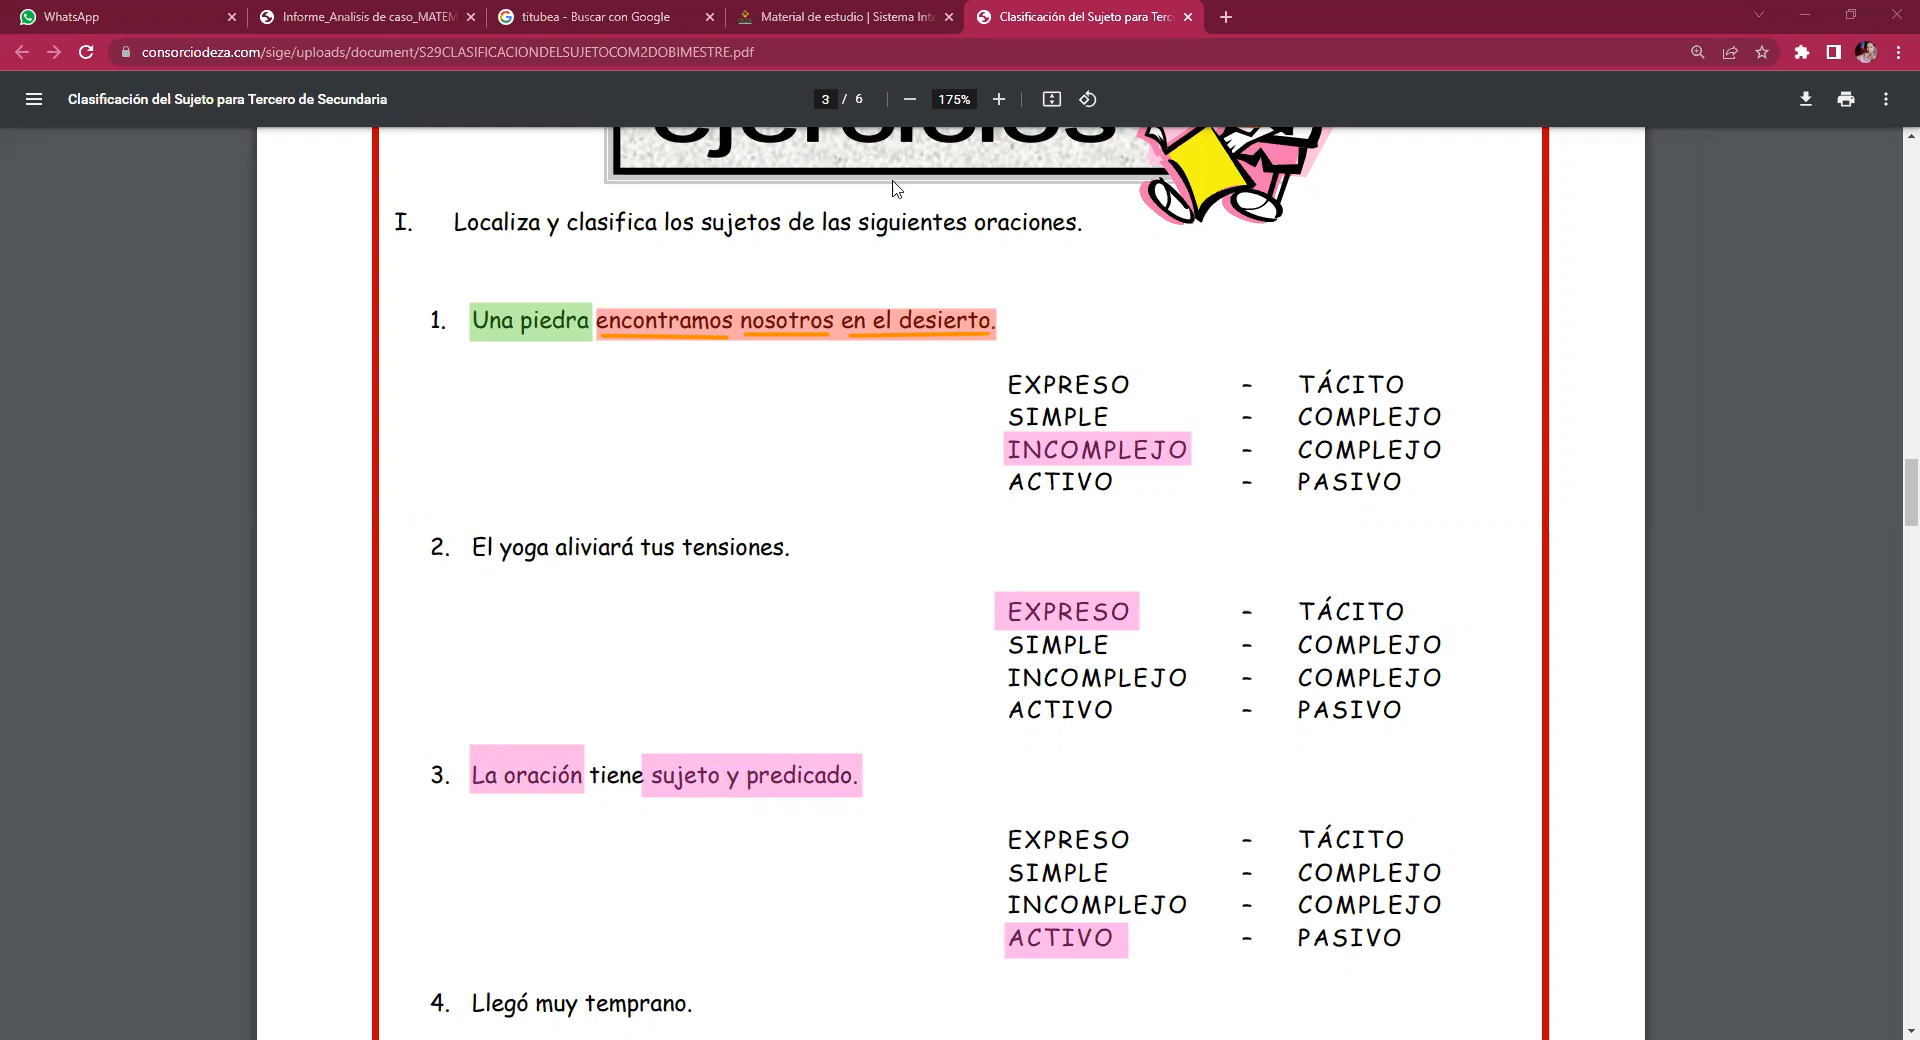 WhatsApp
Informe_Analisis de caso_MATEM
titubea - Buscar con Google
Material de estudio | Sistema Inte
Clasificación del Sujeto para Terc
consorciodeza.com/sige/uploads/document/S29CLASIFICACIONDELSUJETOCOM2DOBIMESTRE.pdf
Clasificación del Sujeto para Tercero de Secundaria
3 / 6
175%
ejercicios
I. Localiza y clasifica los sujetos de las siguientes oraciones.
1. Una piedra encontramos nosotros en el desierto.
EXPRESO - TÁCITO
SIMPLE - COMPLEJO
INCOMPLEJO - COMPLEJO
ACTIVO - PASIVO
2. El yoga aliviará tus tensiones.
EXPRESO - TÁCITO
SIMPLE - COMPLEJO
INCOMPLEJO - COMPLEJO
ACTIVO - PASIVO
3. La oración tiene sujeto y predicado.
EXPRESO - TÁCITO
SIMPLE - COMPLEJO
INCOMPLEJO - COMPLEJO
ACTIVO - PASIVO
4. Llegó muy temprano.